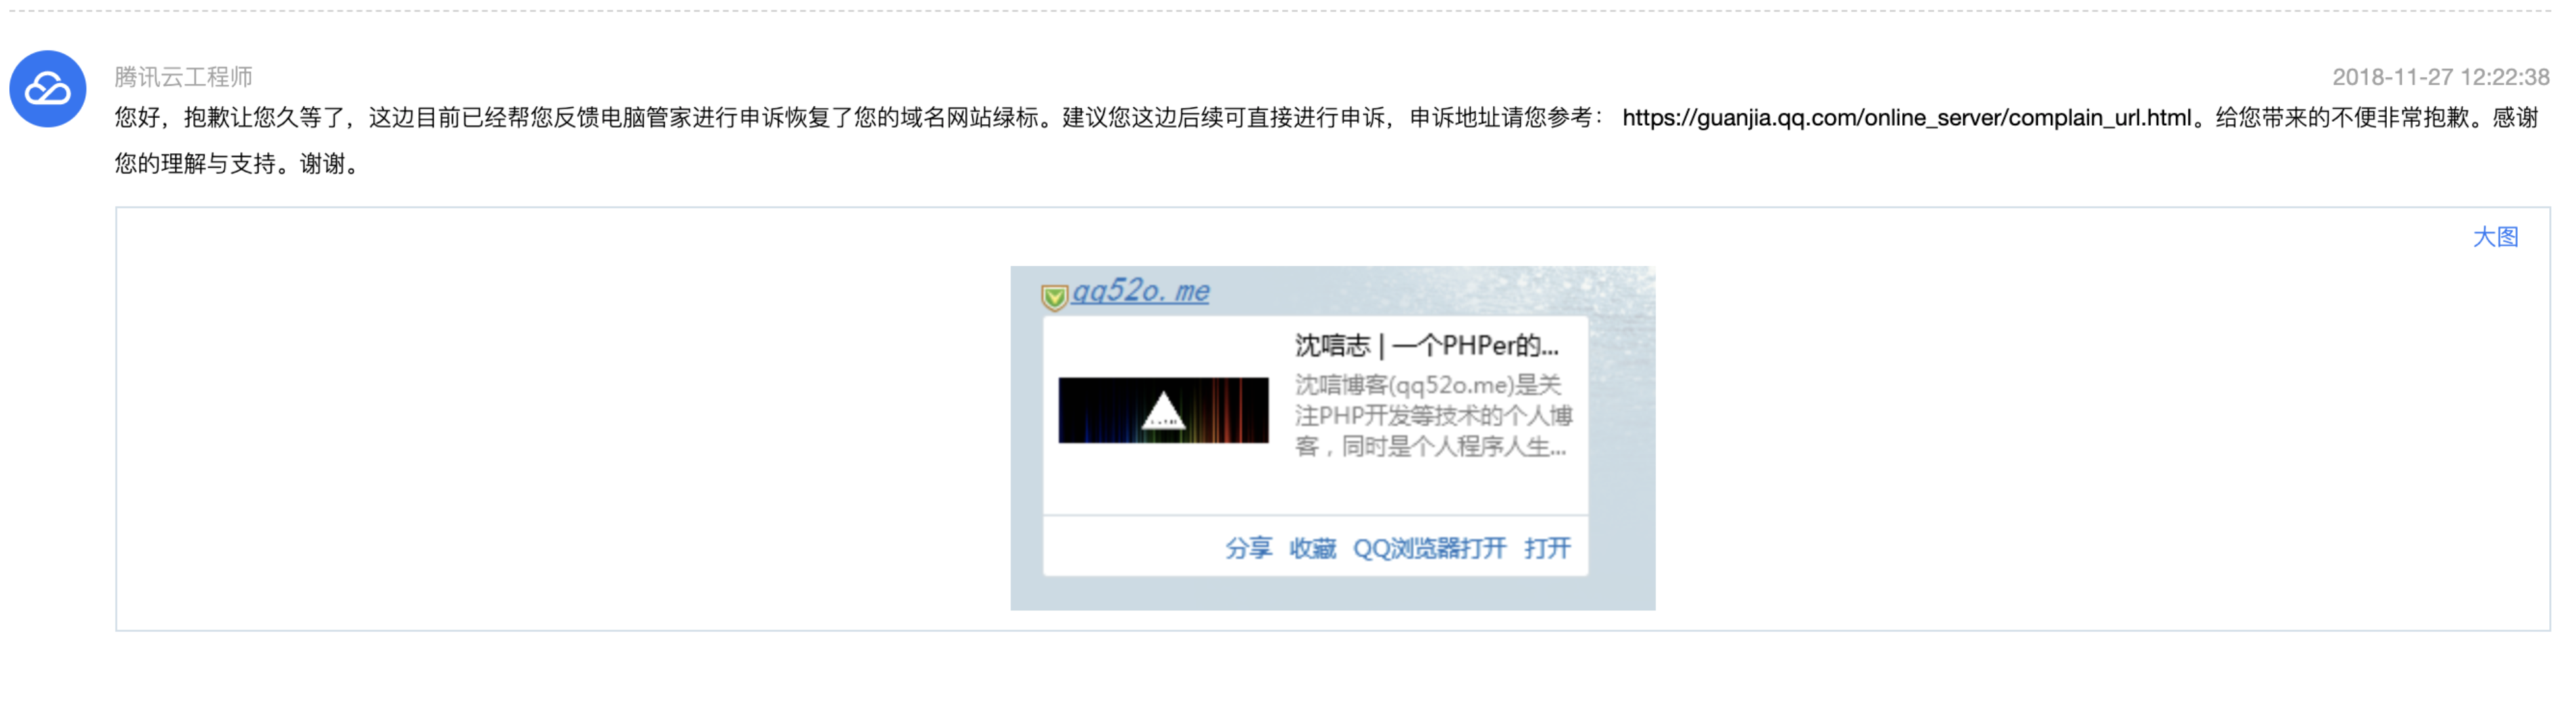 腾讯云工程师
2018-11-27 12:22:38
您好，抱歉让您久等了，这边目前已经帮您反馈电脑管家进行申诉恢复了您的域名网站绿标。建议您这边后续可直接进行申诉，申诉地址请您参考： https://guanjia.qq.com/online_server/complain_url.html。给您带来的不便非常抱歉。感谢
您的理解与支持。谢谢。
大图
qq52o.me
沈唁志 | 一个PHPer的...
沈唁博客(qq52o.me)是关
注PHP开发等技术的个人博
客，同时是个人程序人生...
分享 收藏 QQ浏览器打开 打开